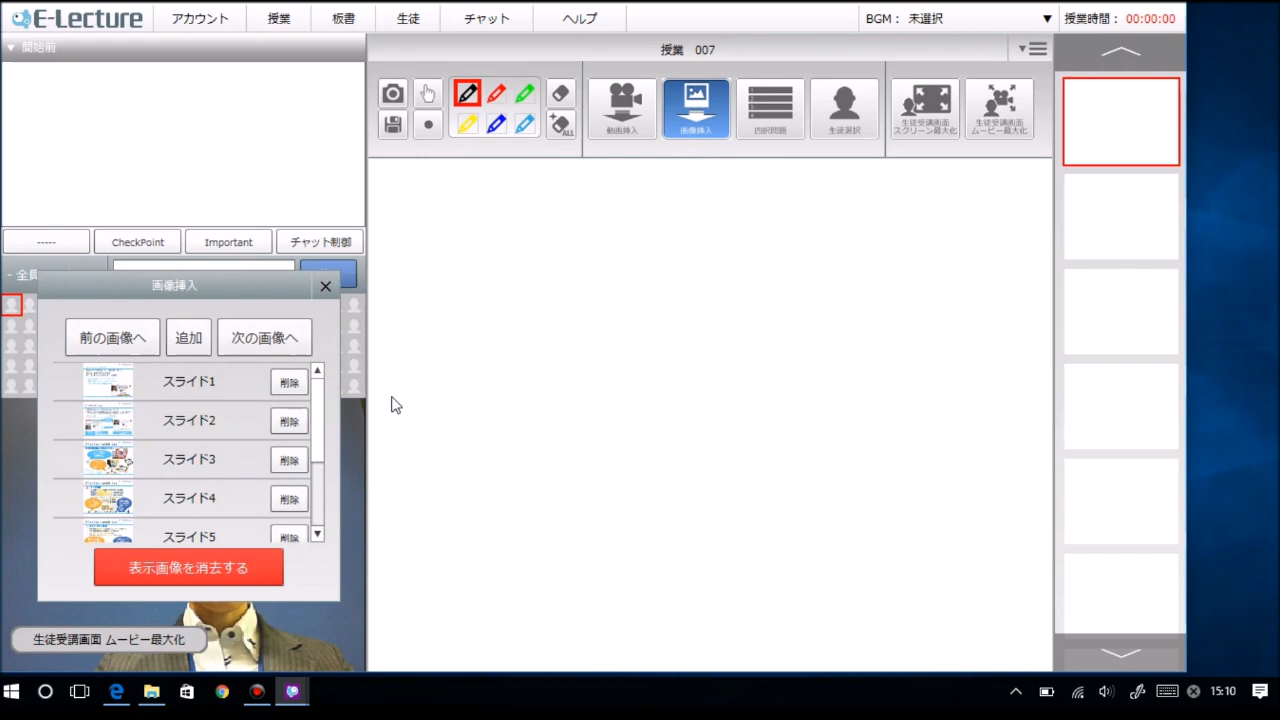 E-Lecture アカウント 授業 板書 生徒 チャット ヘルプ BGM： 未選択 ▼ 授業時間： 00:00:00
▼ 開始前
授業 007
ALL
動画挿入 画像挿入 四択問題 生徒選択
生徒受講画面
スクリーン最大化
生徒受講画面
ムービー最大化
----- CheckPoint Important チャット制御
- 全員
画像挿入
前の画像へ 追加 次の画像へ
スライド1 削除
スライド2 削除
スライド3 削除
スライド4 削除
スライド5 削除
表示画像を消去する
生徒受講画面 ムービー最大化
15:10